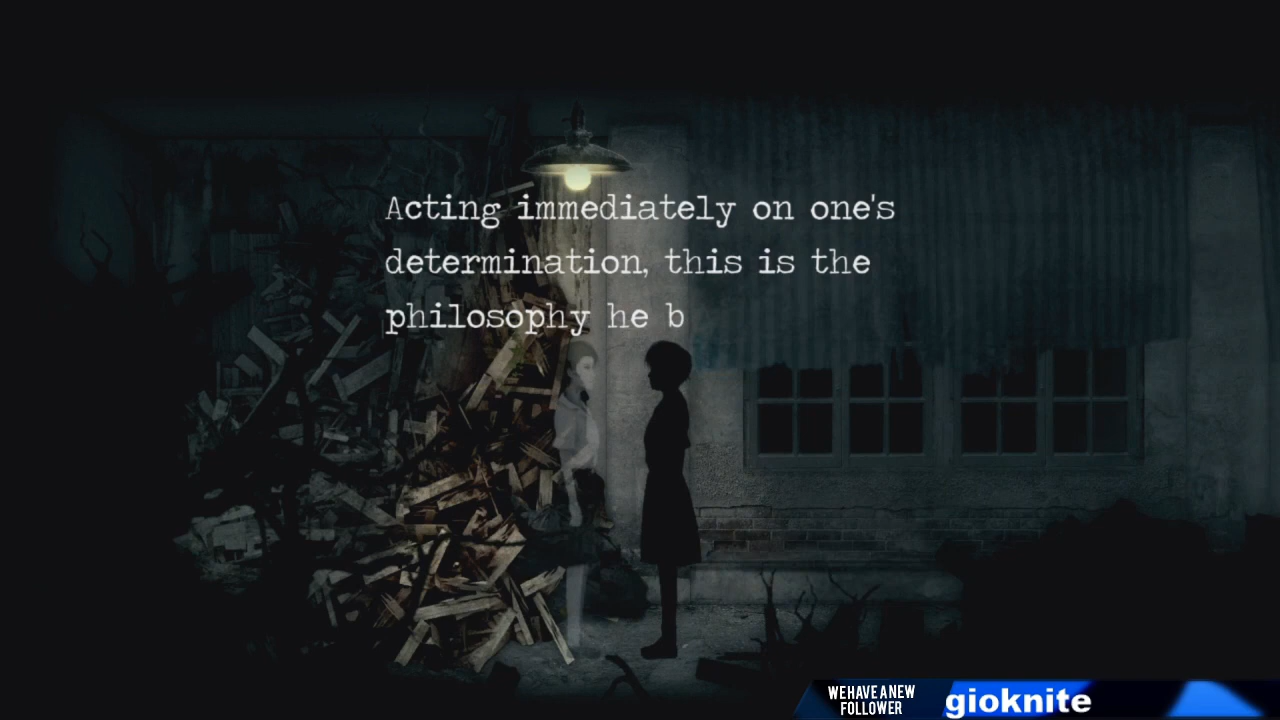 Acting immediately on one's
determination, this is the
philosophy he b
WE HAVE A NEW
FOLLOWER
gioknite